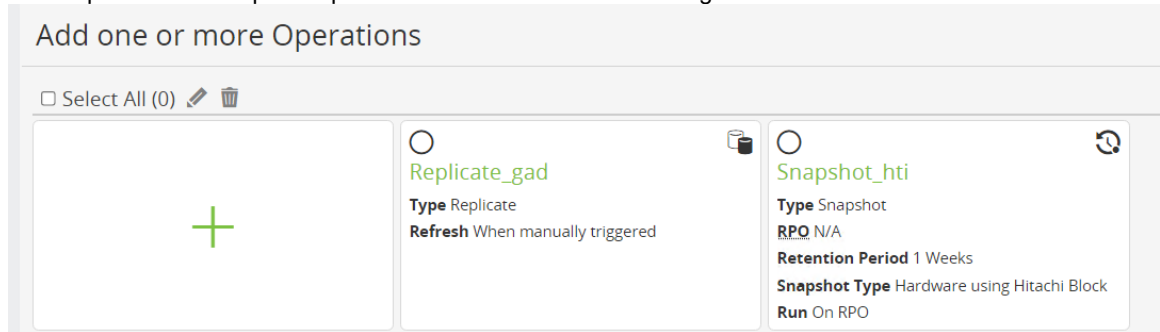 Add one or more Operations
Select All (0)
Replicate_gad
Type Replicate
Refresh When manually triggered
Snapshot_hti
Type Snapshot
RPO N/A
Retention Period 1 Weeks
Snapshot Type Hardware using Hitachi Block
Run On RPO